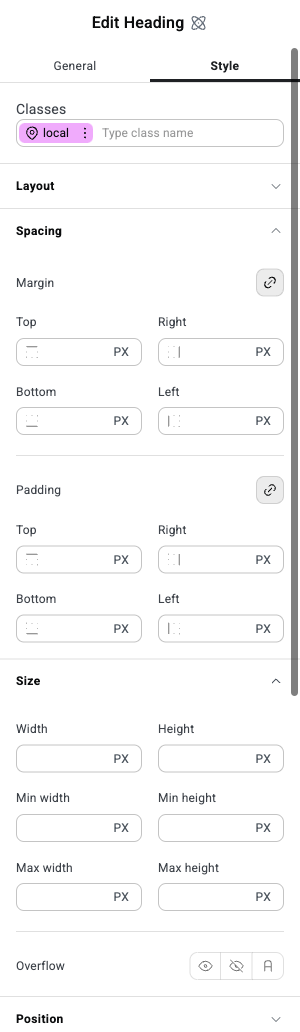 Edit Heading
General Style
Classes
local Type class name
Layout
Spacing
Margin
Top Right
PX PX
Bottom Left
PX PX
Padding
Top Right
PX PX
Bottom Left
PX PX
Size
Width Height
PX PX
Min width Min height
PX PX
Max width Max height
PX PX
Overflow
Position